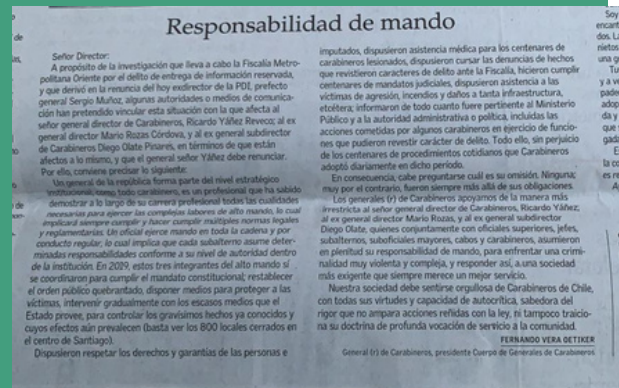 Responsabilidad de mando
Señor Director:
A propósito de la investigación que lleva a cabo la Fiscalía Metro-
politana Oriente por el delito de entrega de información reservada,
y que derivó en la renuncia del hoy exdirector de la PDI, prefecto
general Sergio Muñoz, algunas autoridades o medios de comunica-
ción han pretendido vincular esta situación con la que afecta al
señor general director de Carabineros, Ricardo Yáñez Reveco; al ex
general director Mario Rozas Córdova, y al ex general subdirector
de Carabineros Diego Olate Pinares, en términos de que están
afectos a lo mismo, y que el general señor Yáñez debe renunciar.
Por ello, conviene precisar lo siguiente:
Un general de la república forma parte del nivel estratégico
institucional, como todo carabinero, es un profesional que ha sabido
demostrar a lo largo de su carrera profesional todas las cualidades
necesarias para ejercer las complejas labores de alto mando, lo cual
implicará siempre cumplir y hacer cumplir múltiples normas legales
y reglamentarias. Un oficial ejerce mando en toda la cadena y por
conducto regular, lo cual implica que cada subalterno asume deter-
minadas responsabilidades conforme a su nivel de autoridad dentro
de la institución. En 2029, estos tres integrantes del alto mando sí
se coordinaron para cumplir el mandato constitucional; restablecer
el orden público quebrantado, disponer medios para proteger a las
víctimas, intervenir gradualmente con los escasos medios que el
Estado provee, para controlar los gravísimos hechos ya conocidos y
cuyos efectos aún prevalecen (basta ver los 800 locales cerrados en
el centro de Santiago).
Dispusieron respetar los derechos y garantías de las personas e
imputados, dispusieron asistencia médica para los centenares de
carabineros lesionados, dispusieron cursar las denuncias de hechos
que revistieron caracteres de delito ante la Fiscalía, hicieron cumplir
centenares de mandatos judiciales, dispusieron asistencia a las
víctimas de agresión, incendios y daños a tanta infraestructura,
etcétera; informaron de todo cuanto fuere pertinente al Ministerio
Público y a la autoridad administrativa o política, incluidas las
acciones cometidas por algunos carabineros en ejercicio de funcio-
nes que pudieron revestir carácter de delito. Todo ello, sin perjuicio
de los centenares de procedimientos cotidianos que Carabineros
adoptó diariamente en dicho período.
En consecuencia, cabe preguntarse cuál es su omisión. Ninguna;
muy por el contrario, fueron siempre más allá de sus obligaciones.
Los generales (r) de Carabineros apoyamos de la manera más
irrestricta al señor general director de Carabineros, Ricardo Yáñez,
al ex general director Mario Rozas, y al ex general subdirector
Diego Olate, quienes conjuntamente con oficiales superiores, jefes,
subalternos, suboficiales mayores, cabos y carabineros, asumieron
en plenitud su responsabilidad de mando, para enfrentar una crimi-
nalidad muy violenta y compleja, y responder así, a una sociedad
más exigente que siempre merece un mejor servicio.
Nuestra sociedad debe sentirse orgullosa de Carabineros de Chile,
con todas sus virtudes y capacidad de autocrítica, sabedora del
rigor que no ampara acciones reñidas con la ley, ni tampoco traicio-
na su doctrina de profunda vocación de servicio a la comunidad.
FERNANDO VERA OETIKER
General (r) de Carabineros, presidente Cuerpo de Generales de Carabineros